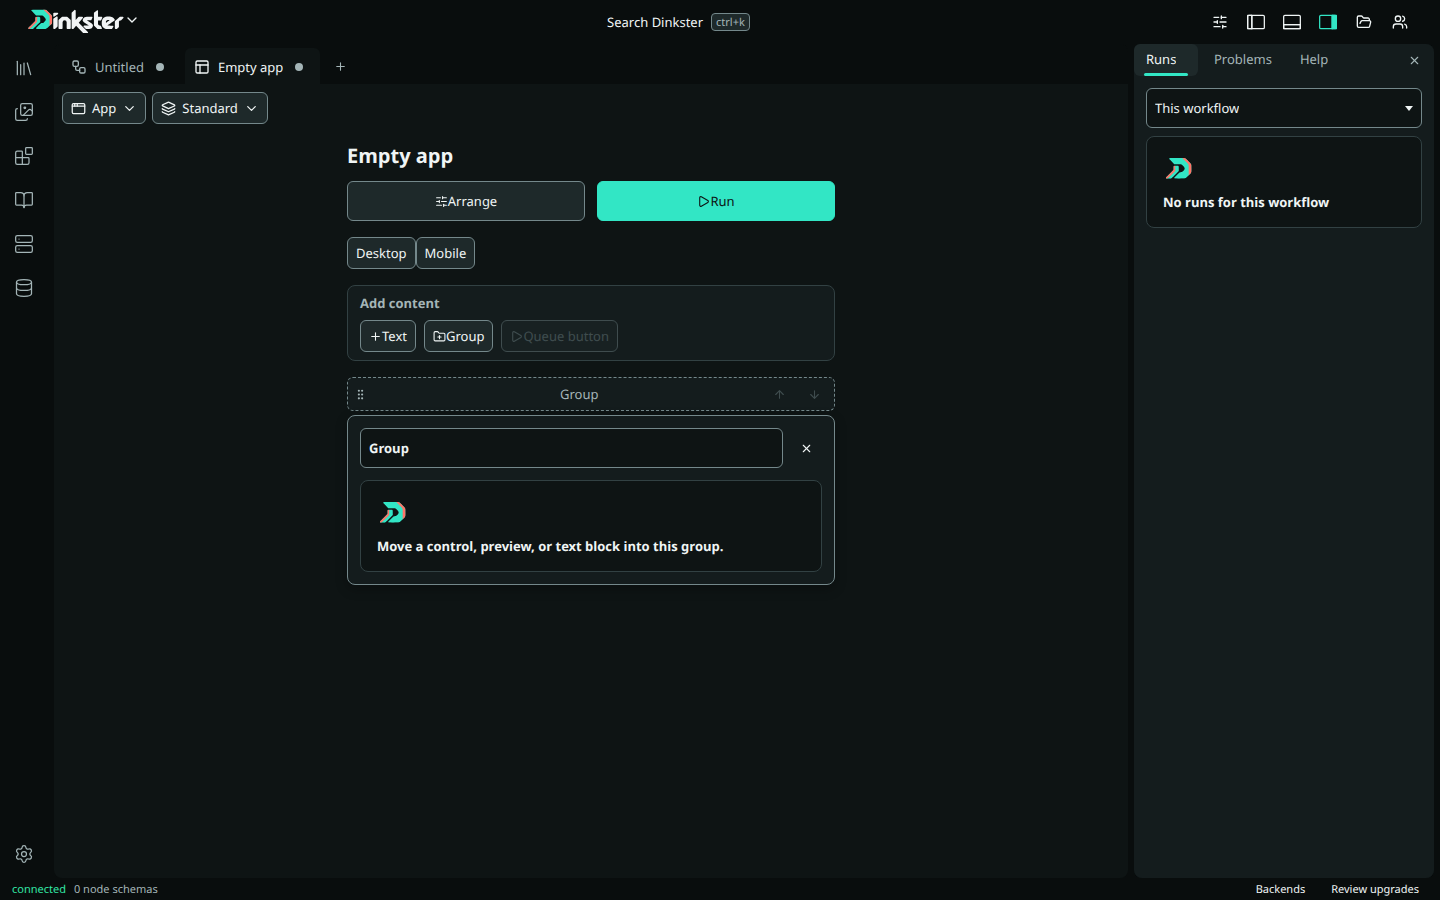 Dinkster
Search Dinkster ctrl+k
Untitled
Empty app
Runs
Problems
Help
App
Standard
This workflow
Empty app
No runs for this workflow
Arrange
Run
Desktop
Mobile
Add content
Text
Group
Queue button
Group
Group
Move a control, preview, or text block into this group.
connected
0 node schemas
Backends
Review upgrades